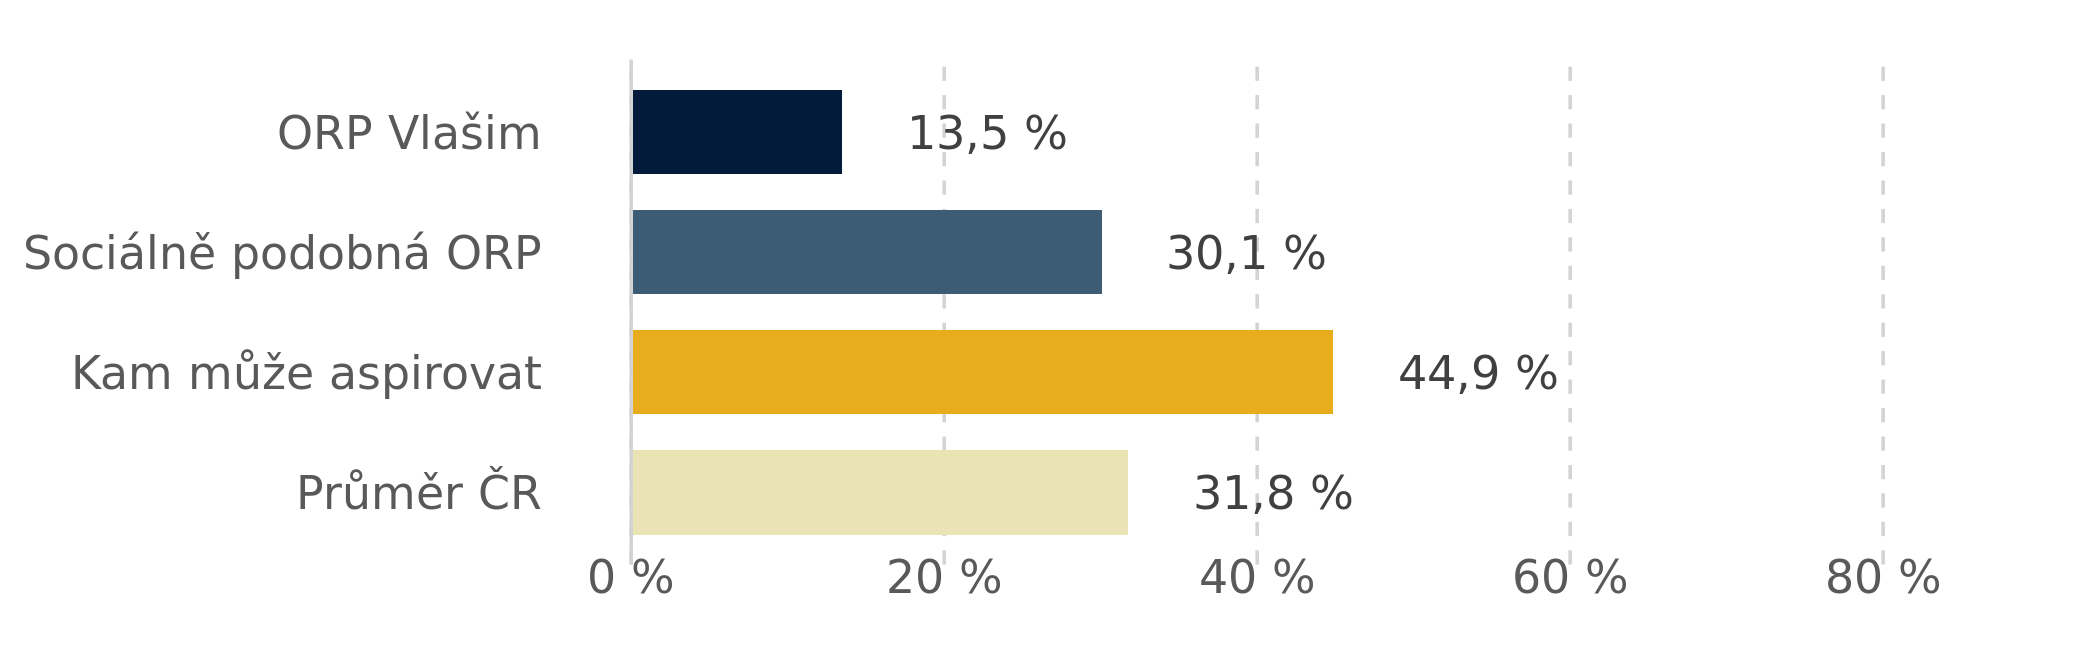 ORP Vlašim 13,5 %
Sociálně podobná ORP 30,1 %
Kam může aspirovat 44,9 %
Průměr ČR 31,8 %
0 % 20 % 40 % 60 % 80 %